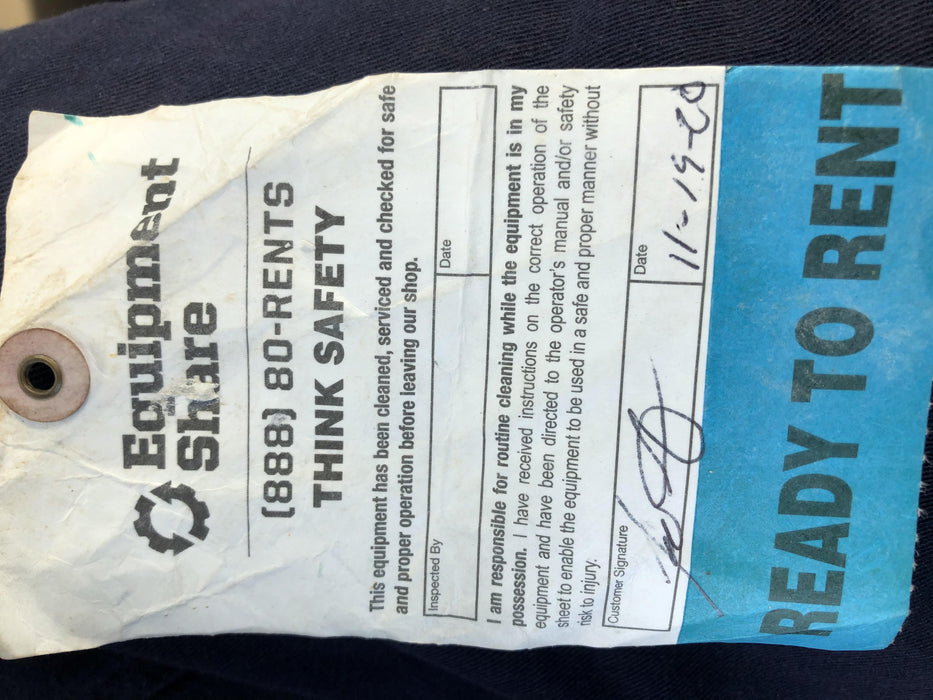 Equipment
Share
(888) 80-RENTS
THINK SAFETY
This equipment has been cleaned, serviced and checked for safe
and proper operation before leaving our shop.
Inspected By
Date
I am responsible for routine cleaning while the equipment is in my
possession. I have received instructions on the correct operation of the
equipment and have been directed to the operator's manual and/or safety
sheet to enable the equipment to be used in a safe and proper manner without
risk to injury.
Customer Signature
Date
11-19-20
READY TO RENT